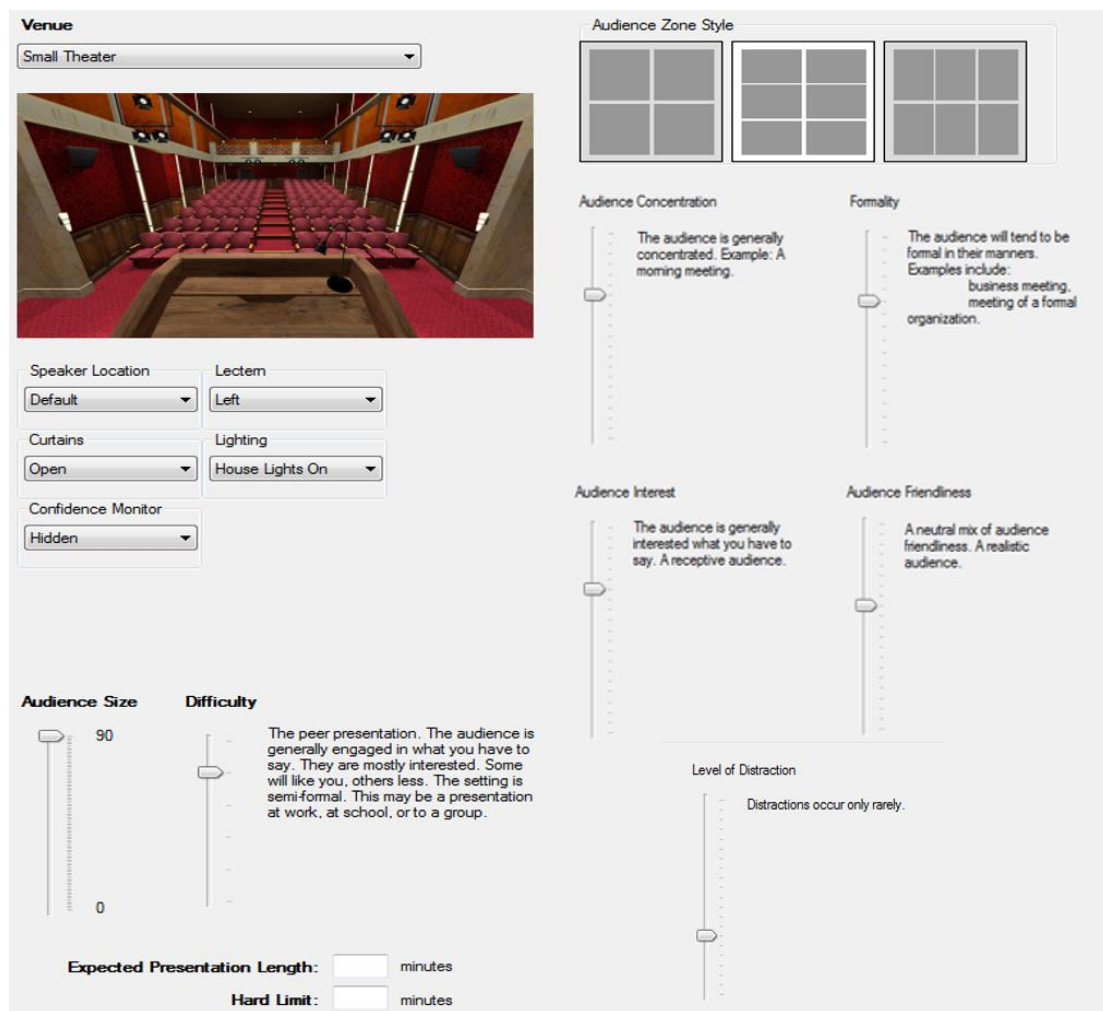 Venue
Small Theater
Speaker Location
Default
Lectern
Left
Curtains
Open
Lighting
House Lights On
Confidence Monitor
Hidden
Audience Size
90
0
Difficulty
The peer presentation. The audience is
generally engaged in what you have to
say. They are mostly interested. Some
will like you, others less. The setting is
semi-formal. This may be a presentation
at work, at school, or to a group.
Expected Presentation Length: minutes
Hard Limit: minutes
Audience Zone Style
Audience Concentration
The audience is generally
concentrated. Example: A
morning meeting.
Formality
The audience will tend to be
formal in their manners.
Examples include:
business meeting,
meeting of a formal
organization.
Audience Interest
The audience is generally
interested what you have to
say. A receptive audience.
Audience Friendliness
A neutral mix of audience
friendliness. A realistic
audience.
Level of Distraction
Distractions occur only rarely.